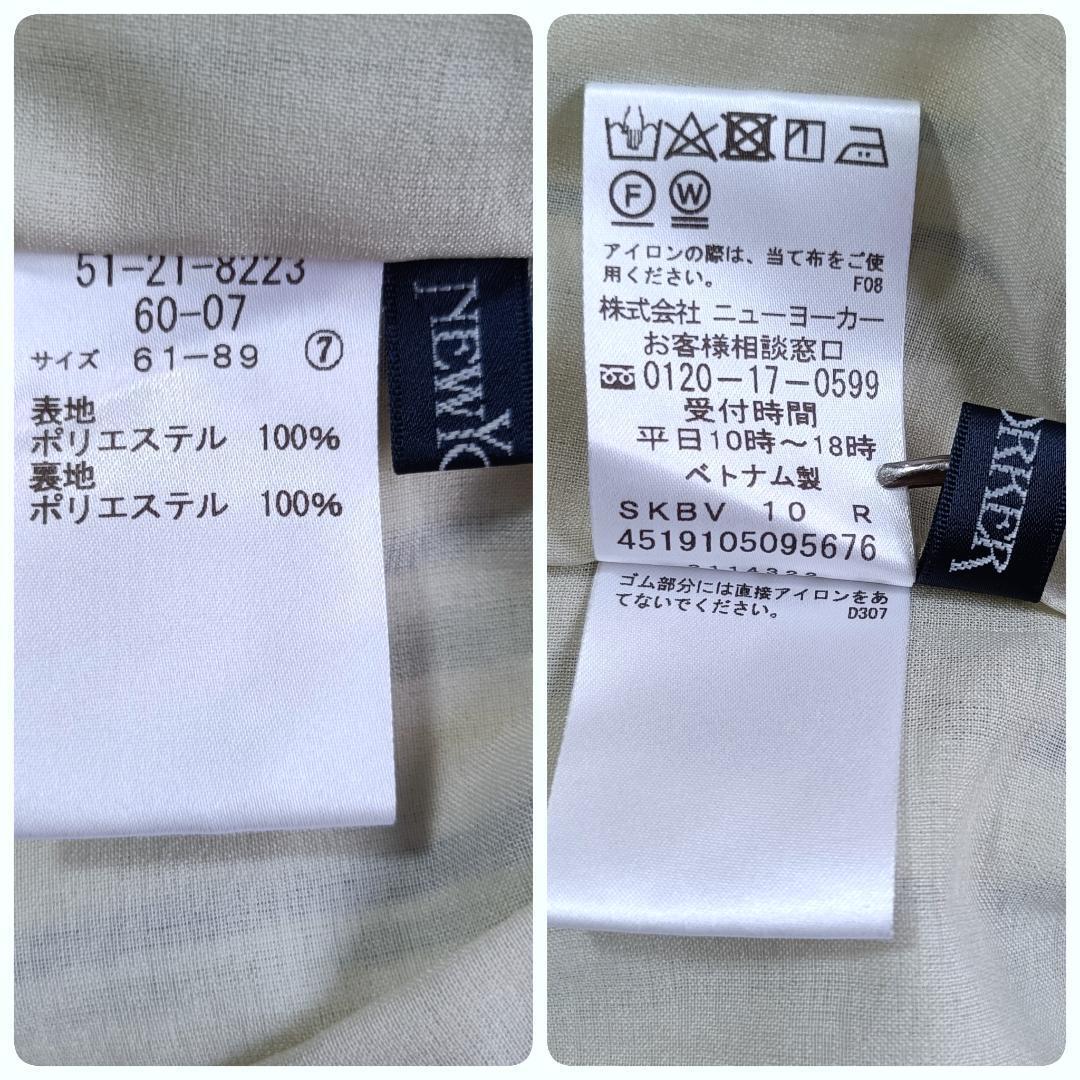 51-21-8223
60-07
サイズ 61-89 ⑦
表地
ポリエステル 100%
裏地
ポリエステル 100%
NEWYO
F W
アイロンの際は、当て布をご使
用ください。 F08
株式会社 ニューヨーカー
お客様相談窓口
0120-17-0599
受付時間
平日10時～18時
ベトナム製
SKBV 10 R
4519105095676
ゴム部分には直接アイロンをあ
てないでください。 D307
ORKER